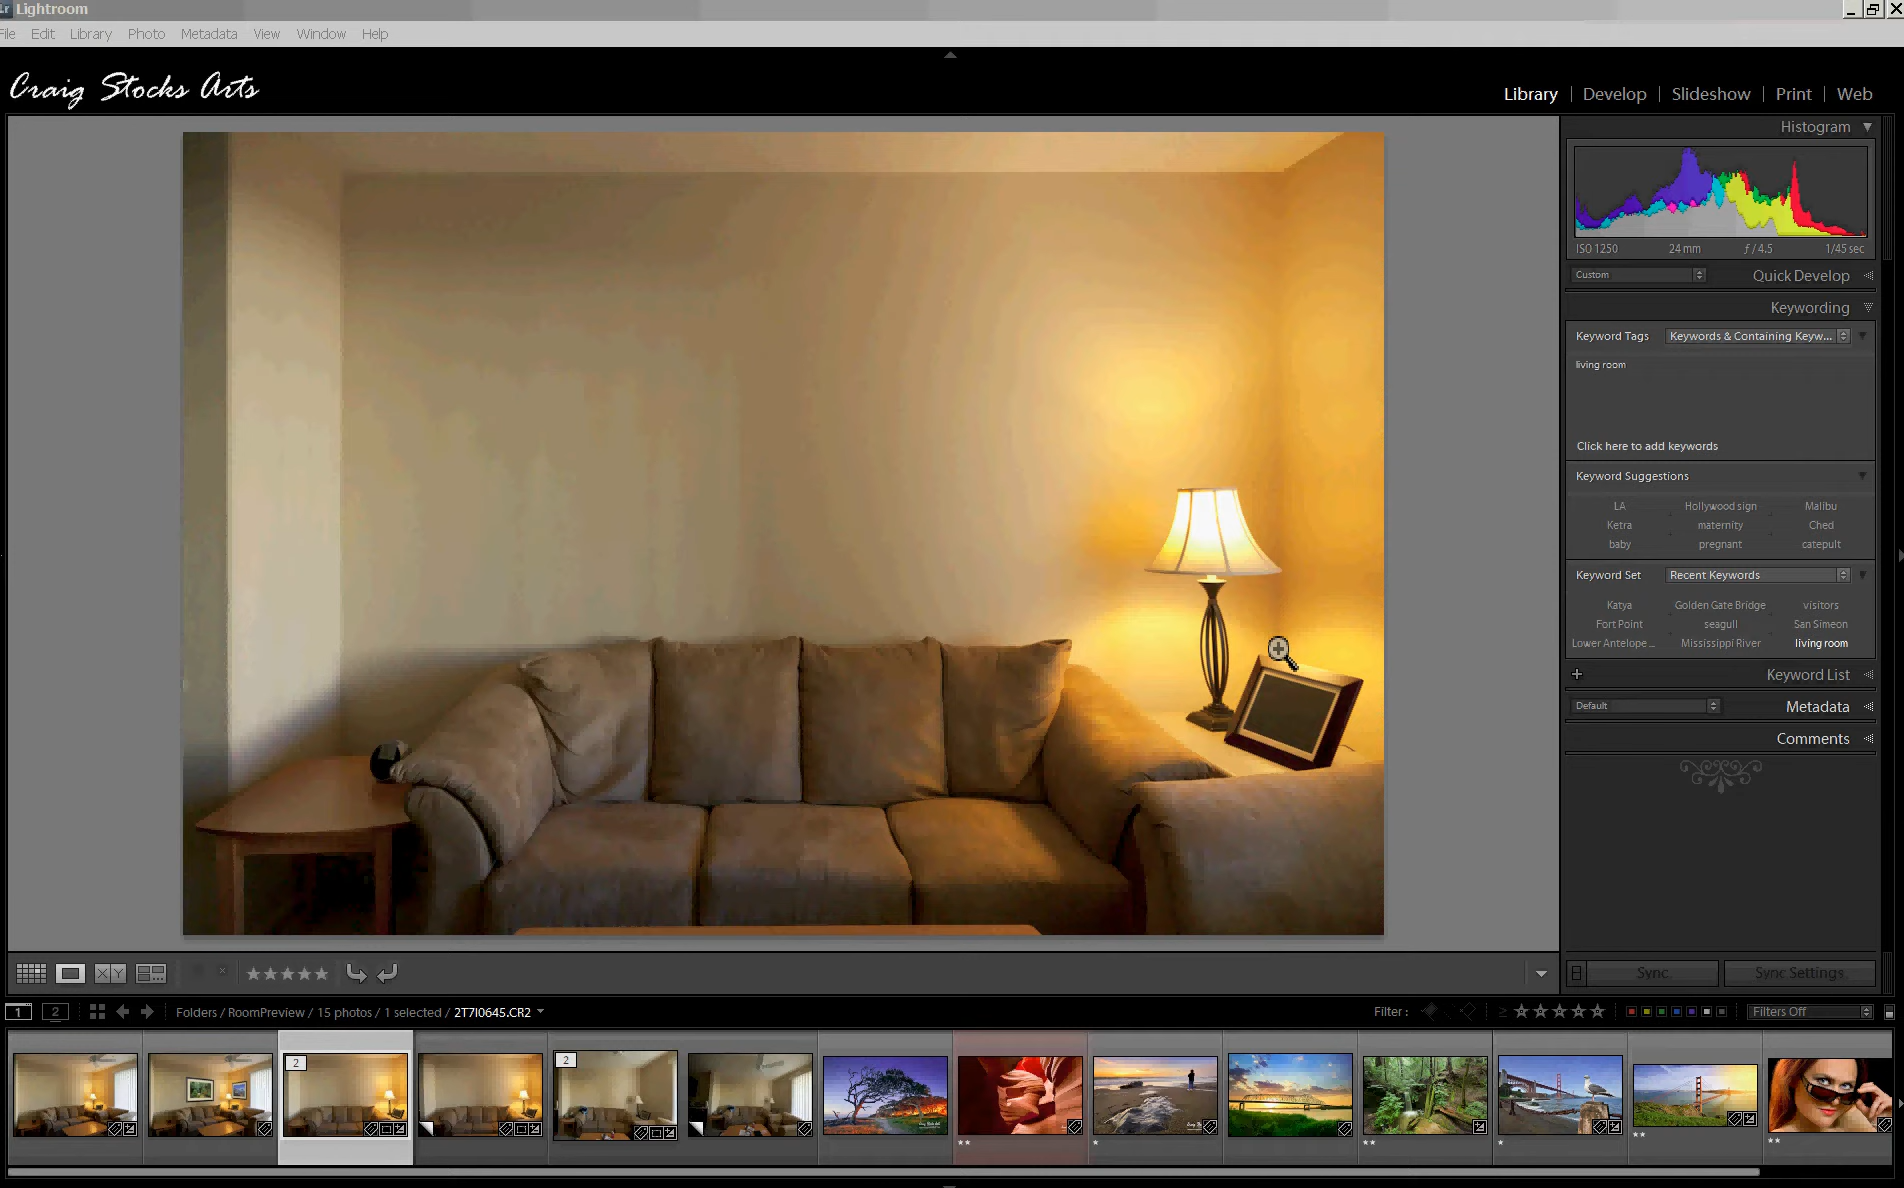 Lightroom
File Edit Library Photo Metadata View Window Help
Craig Stocks Arts
Library | Develop | Slideshow | Print | Web
Histogram
ISO 1250 24 mm ƒ / 4.5 1/45 sec
Custom Quick Develop
Keywording
Keyword Tags Keywords & Containing Keyw...
living room
Click here to add keywords
Keyword Suggestions
LA Hollywood sign Malibu
Ketra maternity Ched
baby pregnant catepult
Keyword Set Recent Keywords
Katya Golden Gate Bridge visitors
Fort Point seagull San Simeon
Lower Antelope ... Mississippi River living room
Keyword List
Default Metadata
Comments
X Y
Sync Sync Settings
1 2 Folders / RoomPreview / 15 photos / 1 selected / 2T7I0645.CR2 Filter : Filters Off
2 2